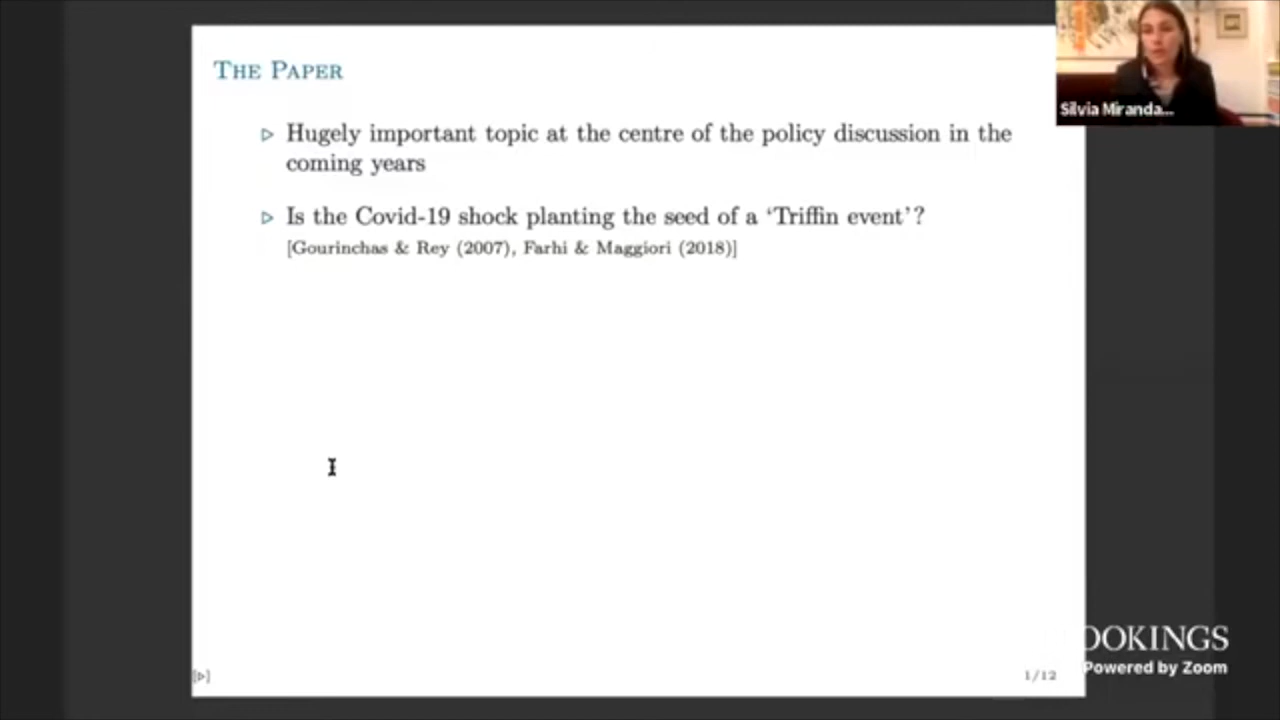 THE PAPER
Silvia Miranda...
▷ Hugely important topic at the centre of the policy discussion in the
coming years
▷ Is the Covid-19 shock planting the seed of a ‘Triffin event’?
[Gourinchas & Rey (2007), Farhi & Maggiori (2018)]
OOKINGS
Powered by Zoom
[▷]
1/12